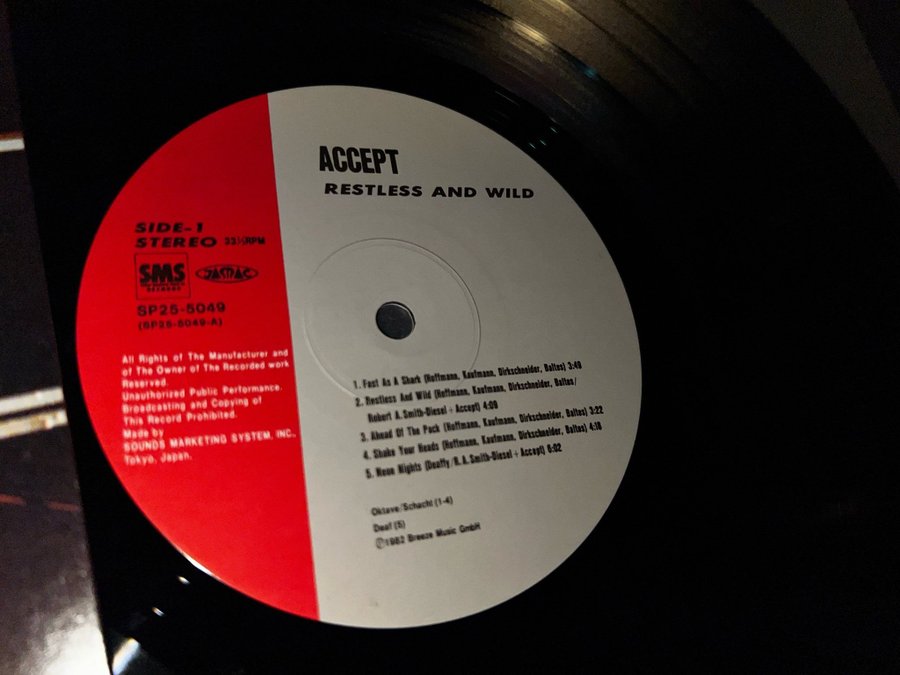 ACCEPT
RESTLESS AND WILD
SIDE-1
STEREO 33⅓RPM
SMS
RECORDS
JASRAC
SP25-5049
(SP25-5049-A)
All Rights of The Manufacturer and
of The Owner of The Recorded work
Reserved.
Unauthorized Public Performance.
Broadcasting and Copying of
This Record Prohibited.
Made by
SOUNDS MARKETING SYSTEM, INC.
Tokyo, Japan.
1. Fast As A Shark (Hoffmann, Kaufmann, Dirkschneider, Baltes) 3:49
2. Restless And Wild (Hoffmann, Kaufmann, Dirkschneider, Baltes/
Robert A. Smith-Diesel + Accept) 4:09
3. Ahead Of The Pack (Hoffmann, Kaufmann, Dirkschneider, Baltes) 3:22
4. Shake Your Heads (Hoffmann, Kaufmann, Dirkschneider, Baltes) 4:16
5. Neon Nights (Deaffy/R.A. Smith-Diesel + Accept) 6:02
Oktave/Schacht (1-4)
Deaf (5)
Ⓟ1982 Breeze Music GmbH